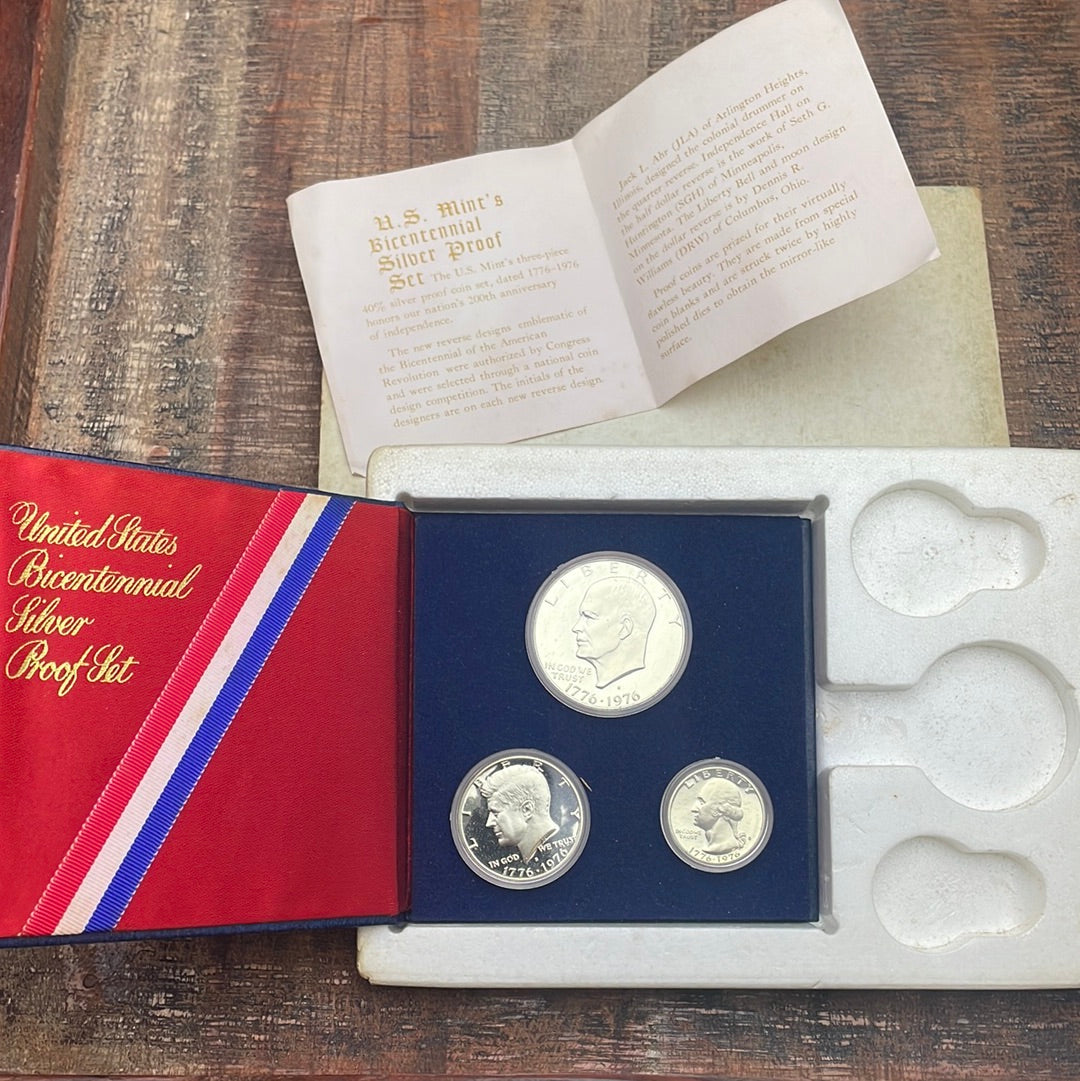 U.S. Mint's
Bicentennial
Silver Proof
Set The U.S. Mint's three-piece
40% silver proof coin set, dated 1776-1976
honors our nation's 200th anniversary
of independence.
The new reverse designs emblematic of
the Bicentennial of the American
Revolution were authorized by Congress
and were selected through a national coin
design competition. The initials of the
designers are on each new reverse design.
Jack L. Ahr (JLA) of Arlington Heights,
Illinois, designed the colonial drummer on
the quarter reverse. Independence Hall on
the half dollar reverse is the work of Seth G.
Huntington (SGH) of Minneapolis,
Minnesota. The Liberty Bell and moon design
on the dollar reverse is by Dennis R.
Williams (DRW) of Columbus, Ohio.
Proof coins are prized for their virtually
flawless beauty. They are made from special
coin blanks and are struck twice by highly
polished dies to obtain the mirror-like
surface.
United States
Bicentennial
Silver
Proof Set
LIBERTY
IN GOD WE
TRUST
1776·1976
LIBERTY
IN GOD WE TRUST
1776·1976
LIBERTY
IN GOD WE
TRUST
1776·1976